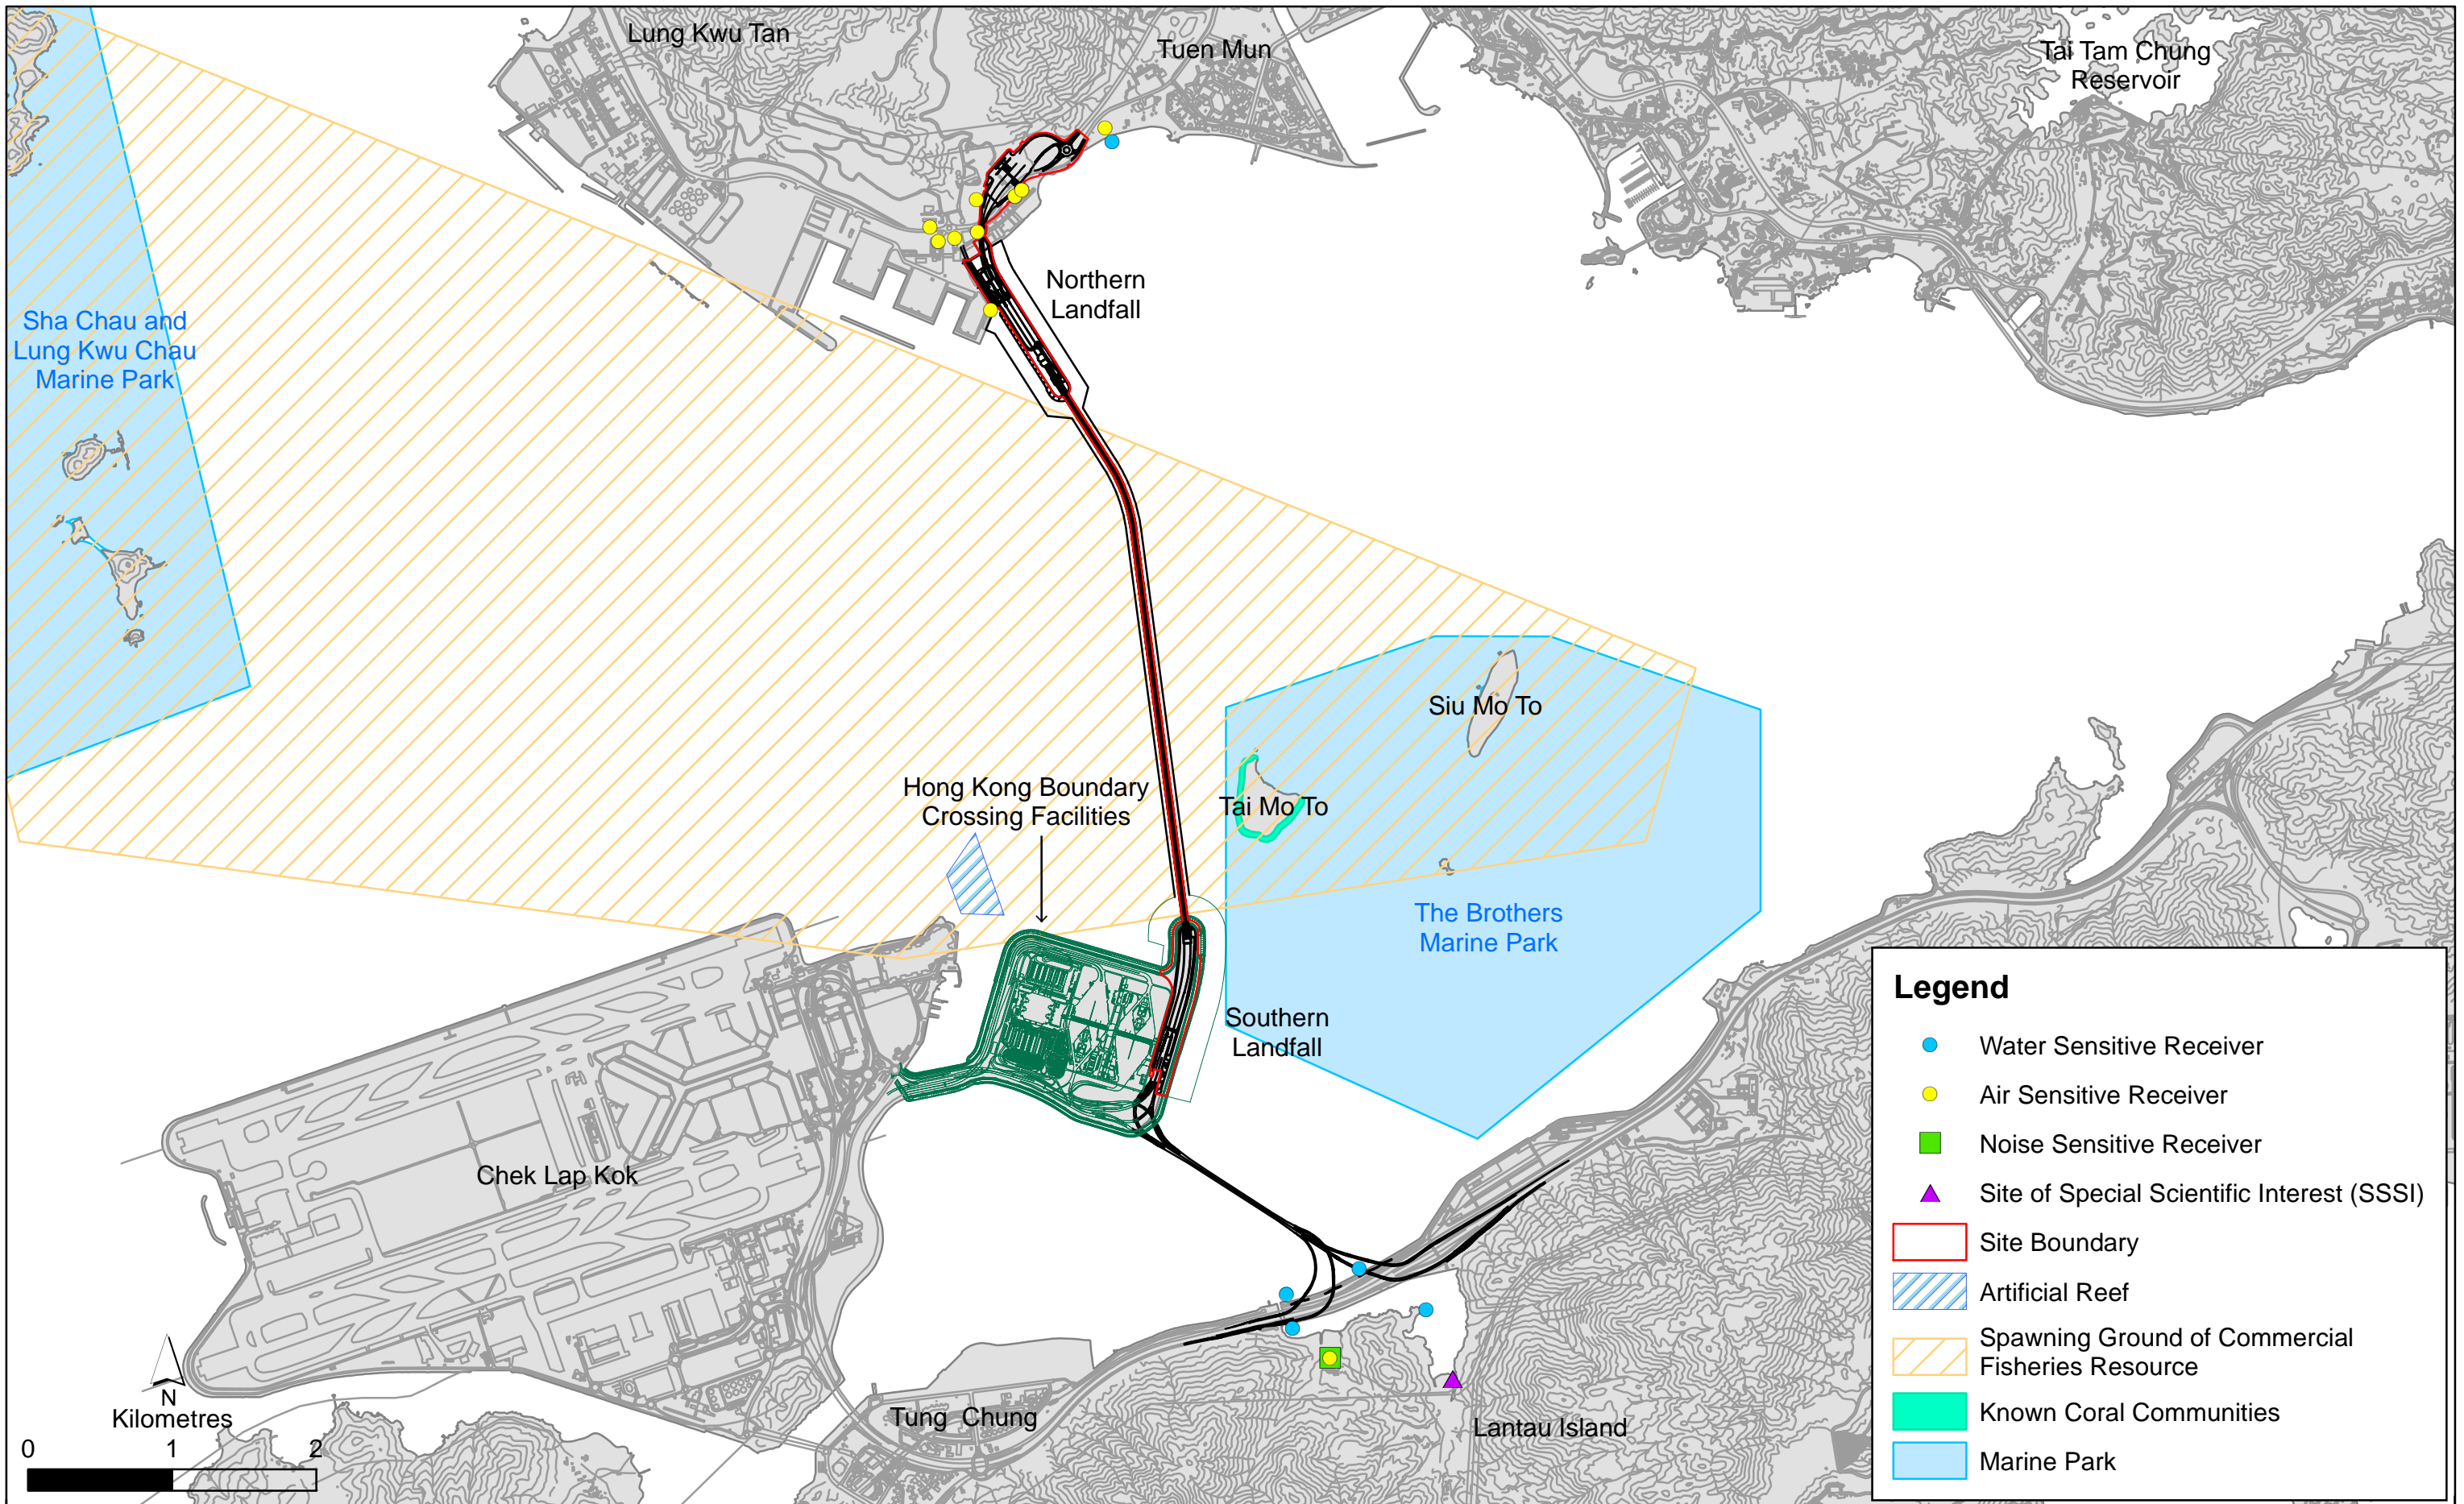 Lung Kwu Tan
Tuen Mun
Tai Tam Chung
Reservoir
Northern
Landfall
Sha Chau and
Lung Kwu Chau
Marine Park
Siu Mo To
Hong Kong Boundary
Crossing Facilities
Tai Mo To
The Brothers
Marine Park
Southern
Landfall
Chek Lap Kok
Tung Chung
Lantau Island
N
Kilometres
0 1 2
Legend
Water Sensitive Receiver
Air Sensitive Receiver
Noise Sensitive Receiver
Site of Special Scientific Interest (SSSI)
Site Boundary
Artificial Reef
Spawning Ground of Commercial
Fisheries Resource
Known Coral Communities
Marine Park